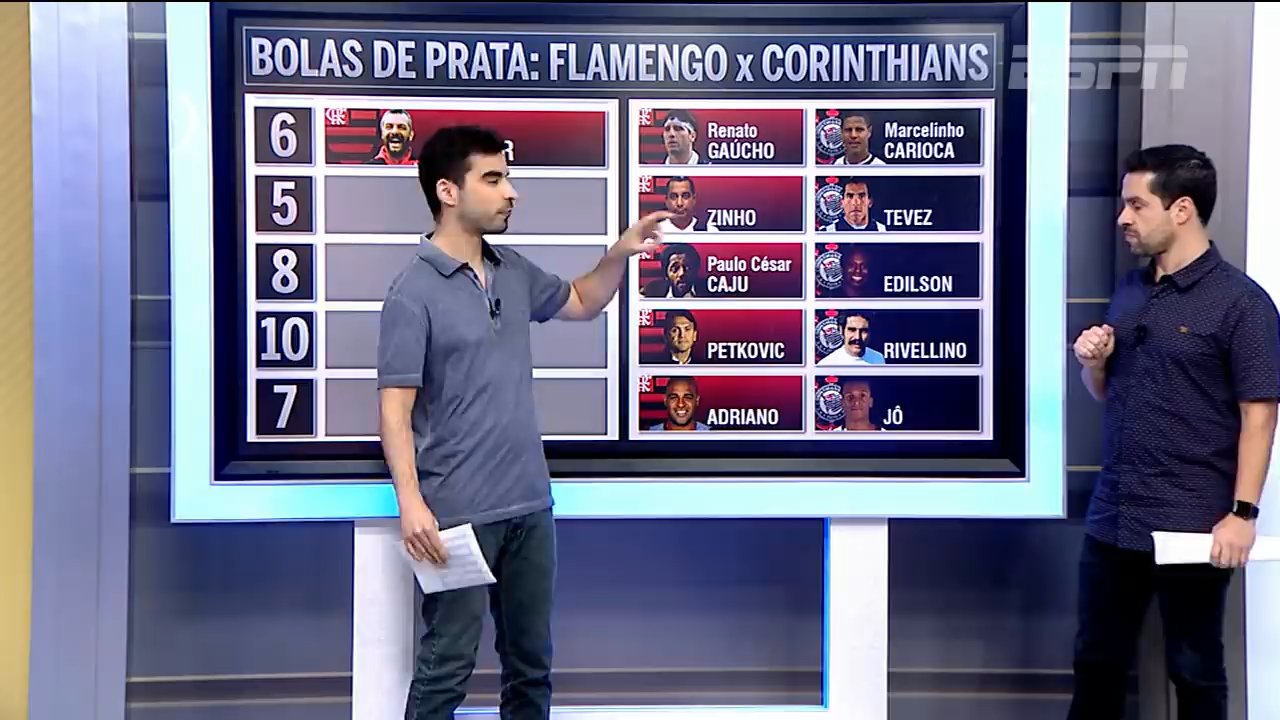 BOLAS DE PRATA: FLAMENGO x CORINTHIANS
ESPN
6
Renato
GAÚCHO
Marcelinho
CARIOCA
5
ZINHO
TEVEZ
8
Paulo César
CAJU
EDILSON
10
PETKOVIC
RIVELLINO
7
ADRIANO
JÔ